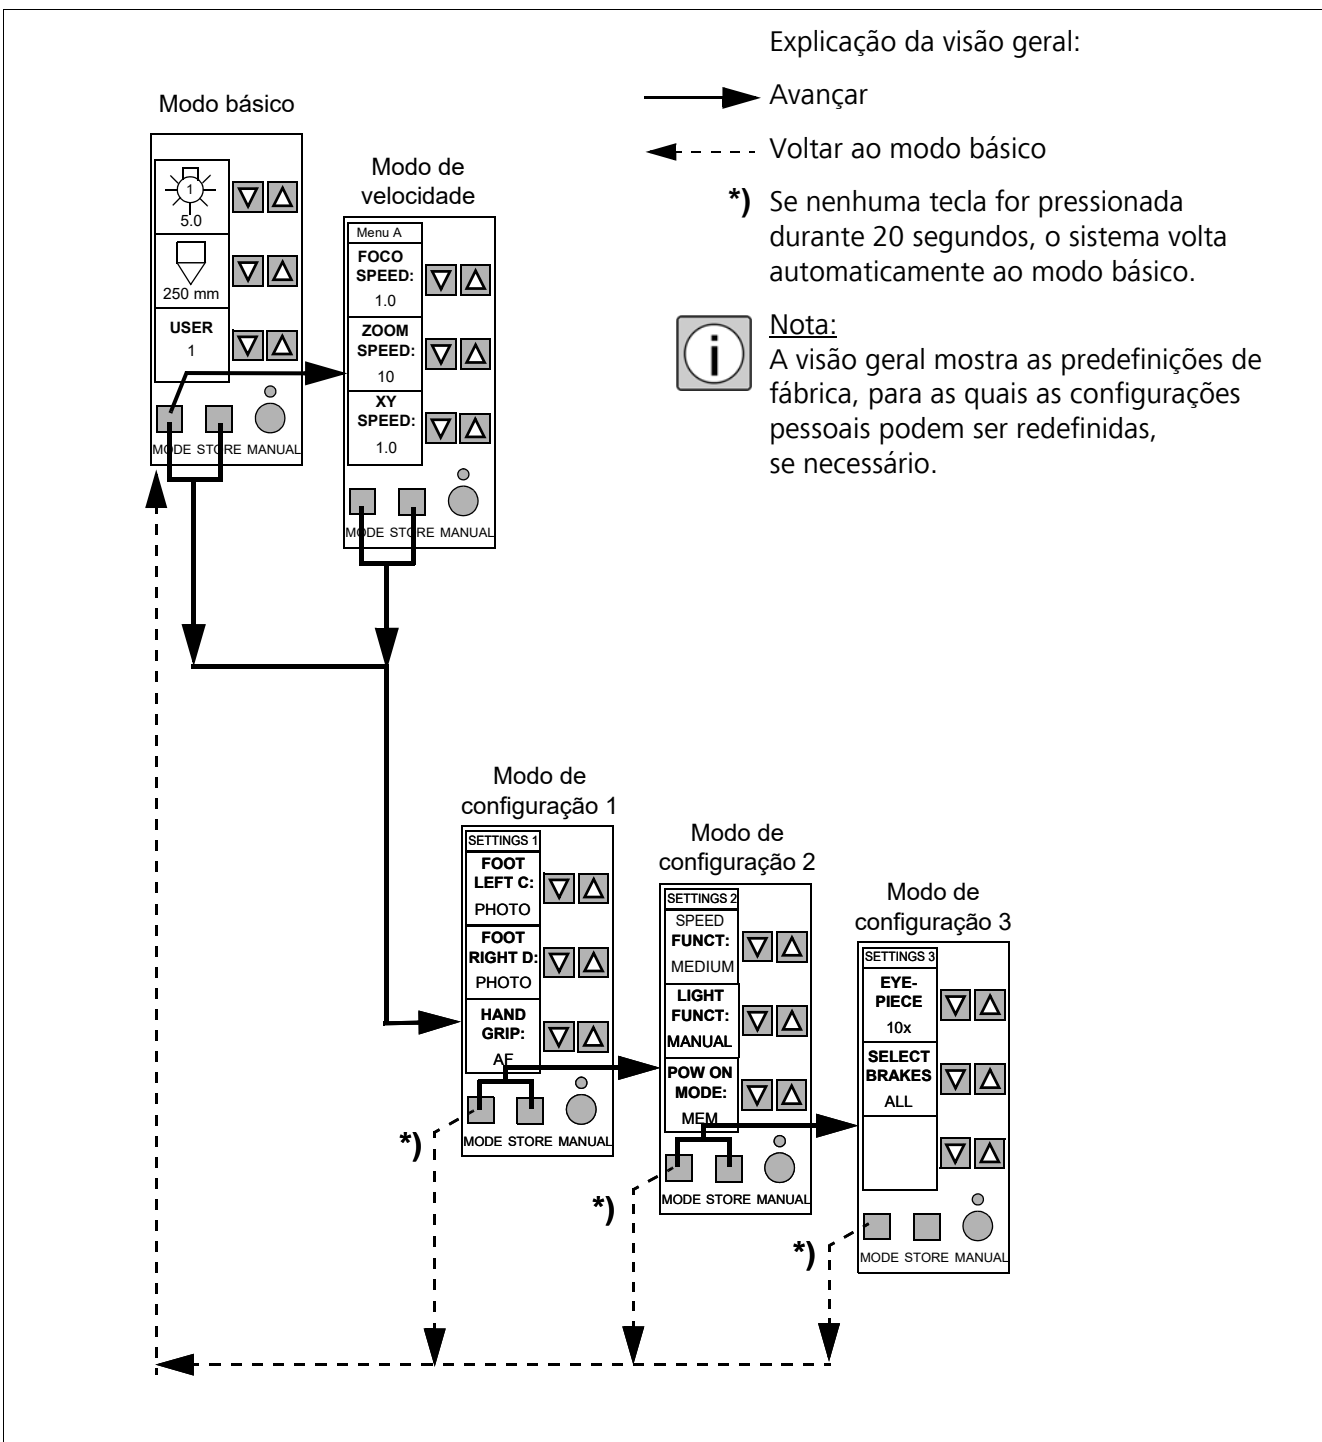 Explicação da visão geral:
Avançar
Voltar ao modo básico
*) Se nenhuma tecla for pressionada
durante 20 segundos, o sistema volta
automaticamente ao modo básico.
Nota:
A visão geral mostra as predefinições de
fábrica, para as quais as configurações
pessoais podem ser redefinidas,
se necessário.
Modo básico
1
5.0
250 mm
USER
1
MODE STORE MANUAL
Modo de
velocidade
Menu A
FOCO
SPEED:
1.0
ZOOM
SPEED:
10
XY
SPEED:
1.0
MODE STORE MANUAL
Modo de
configuração 1
SETTINGS 1
FOOT
LEFT C:
PHOTO
FOOT
RIGHT D:
PHOTO
HAND
GRIP:
AF
MODE STORE MANUAL
*)
Modo de
configuração 2
SETTINGS 2
SPEED
FUNCT:
MEDIUM
LIGHT
FUNCT:
MANUAL
POW ON
MODE:
MEM
MODE STORE MANUAL
*)
Modo de
configuração 3
SETTINGS 3
EYE-
PIECE
10x
SELECT
BRAKES
ALL
MODE STORE MANUAL
*)